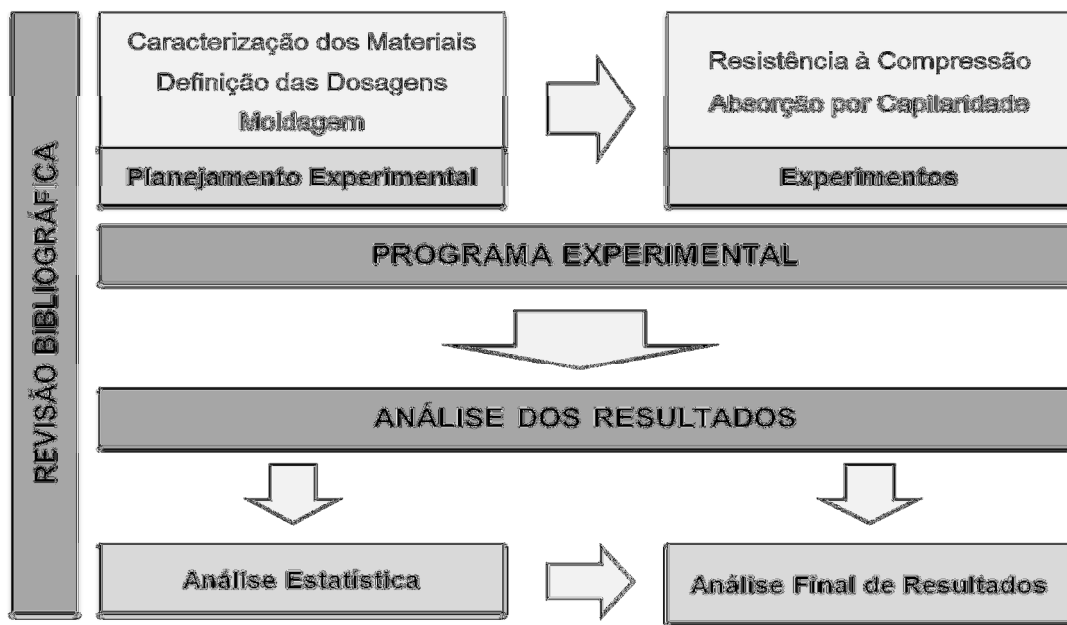 REVISÃO BIBLIOGRÁFICA
Caracterização dos Materiais
Definição das Dosagens
Moldagem
Planejamento Experimental
Resistência à Compressão
Absorção por Capilaridade
Experimentos
PROGRAMA EXPERIMENTAL
ANÁLISE DOS RESULTADOS
Análise Estatística
Análise Final de Resultados